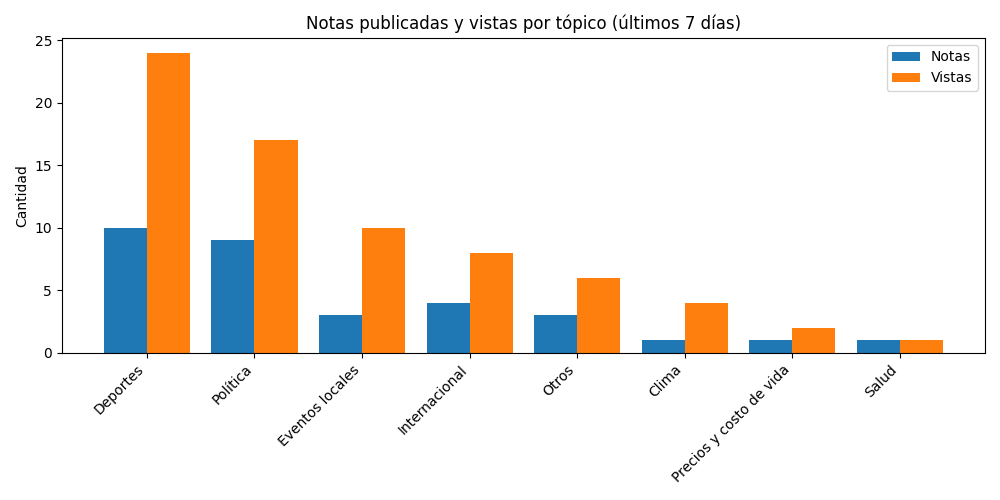 Notas publicadas y vistas por tópico (últimos 7 días)
Notas
Vistas
Cantidad
25
20
15
10
5
0
Deportes
Política
Eventos locales
Internacional
Otros
Clima
Precios y costo de vida
Salud